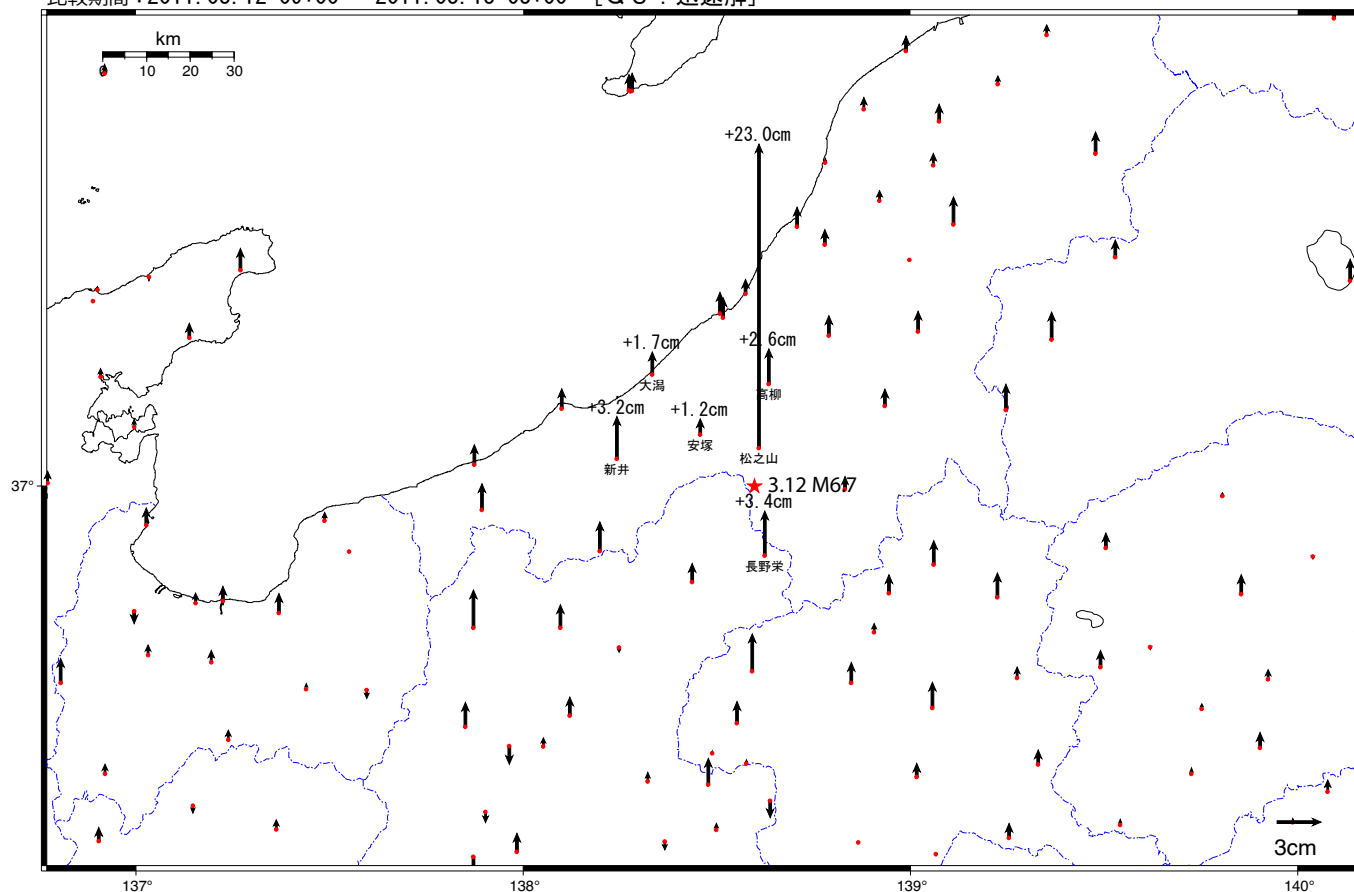 km
0 10 20 30
+23.0cm
+1.7cm
大潟
+2.6cm
高柳
+3.2cm
新井
+1.2cm
安塚
松之山
37°
3.12 M6.7
+3.4cm
長野栄
3cm
137° 138° 139° 140°